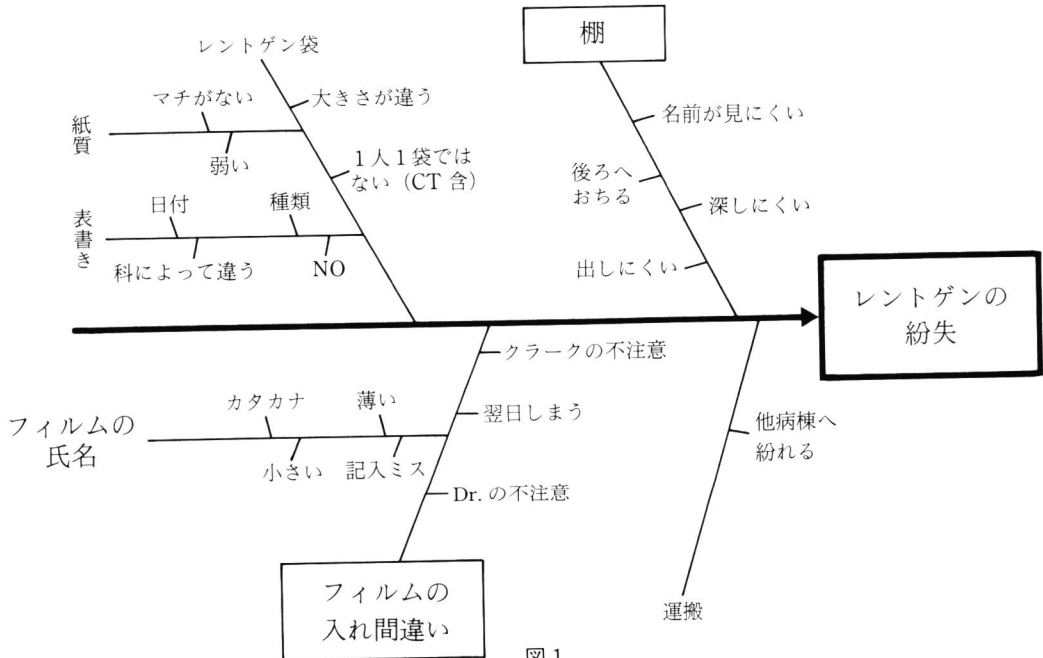 レントゲン袋
マチがない
大きさが違う
紙質
弱い
1人1袋では
ない（CT 含）
日付
種類
表書き
科によって違う
NO
棚
名前が見にくい
後ろへ
おちる
深しにくい
出しにくい
レントゲンの
紛失
クラークの不注意
カタカナ
薄い
翌日しまう
フィルムの
氏名
小さい
記入ミス
Dr. の不注意
フィルムの
入れ間違い
他病棟へ
紛れる
運搬
図 1